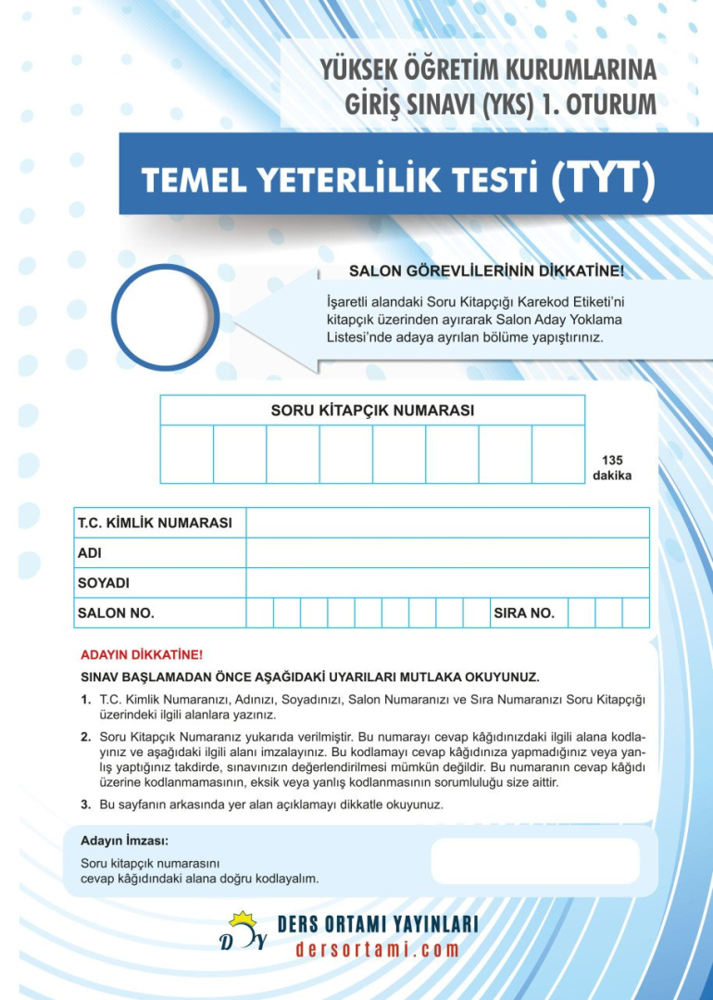 YÜKSEK ÖĞRETİM KURUMLARINA
GİRİŞ SINAVI (YKS) 1. OTURUM
TEMEL YETERLİLİK TESTİ (TYT)
SALON GÖREVLİLERİNİN DİKKATİNE!
İşaretli alandaki Soru Kitapçığı Karekod Etiketi’ni
kitapçık üzerinden ayırarak Salon Aday Yoklama
Listesi’nde adaya ayrılan bölüme yapıştırınız.
SORU KİTAPÇIK NUMARASI
135
dakika
T.C. KİMLİK NUMARASI
ADI
SOYADI
SALON NO.
SIRA NO.
ADAYIN DİKKATİNE!
SINAV BAŞLAMADAN ÖNCE AŞAĞIDAKİ UYARILARI MUTLAKA OKUYUNUZ.
1. T.C. Kimlik Numaranızı, Adınızı, Soyadınızı, Salon Numaranızı ve Sıra Numaranızı Soru Kitapçığı
üzerindeki ilgili alanlara yazınız.
2. Soru Kitapçık Numaranız yukarıda verilmiştir. Bu numarayı cevap kâğıdınızdaki ilgili alana kodla-
yınız ve aşağıdaki ilgili alanı imzalayınız. Bu kodlamayı cevap kâğıdınıza yapmadığınız veya yan-
lış yaptığınız takdirde, sınavınızın değerlendirilmesi mümkün değildir. Bu numaranın cevap kâğıdı
üzerine kodlanmamasının, eksik veya yanlış kodlanmasının sorumluluğu size aittir.
3. Bu sayfanın arkasında yer alan açıklamayı dikkatle okuyunuz.
Adayın İmzası:
Soru kitapçık numarasını
cevap kâğıdındaki alana doğru kodlayalım.
DERS ORTAMI YAYINLARI
D Y
dersortami.com